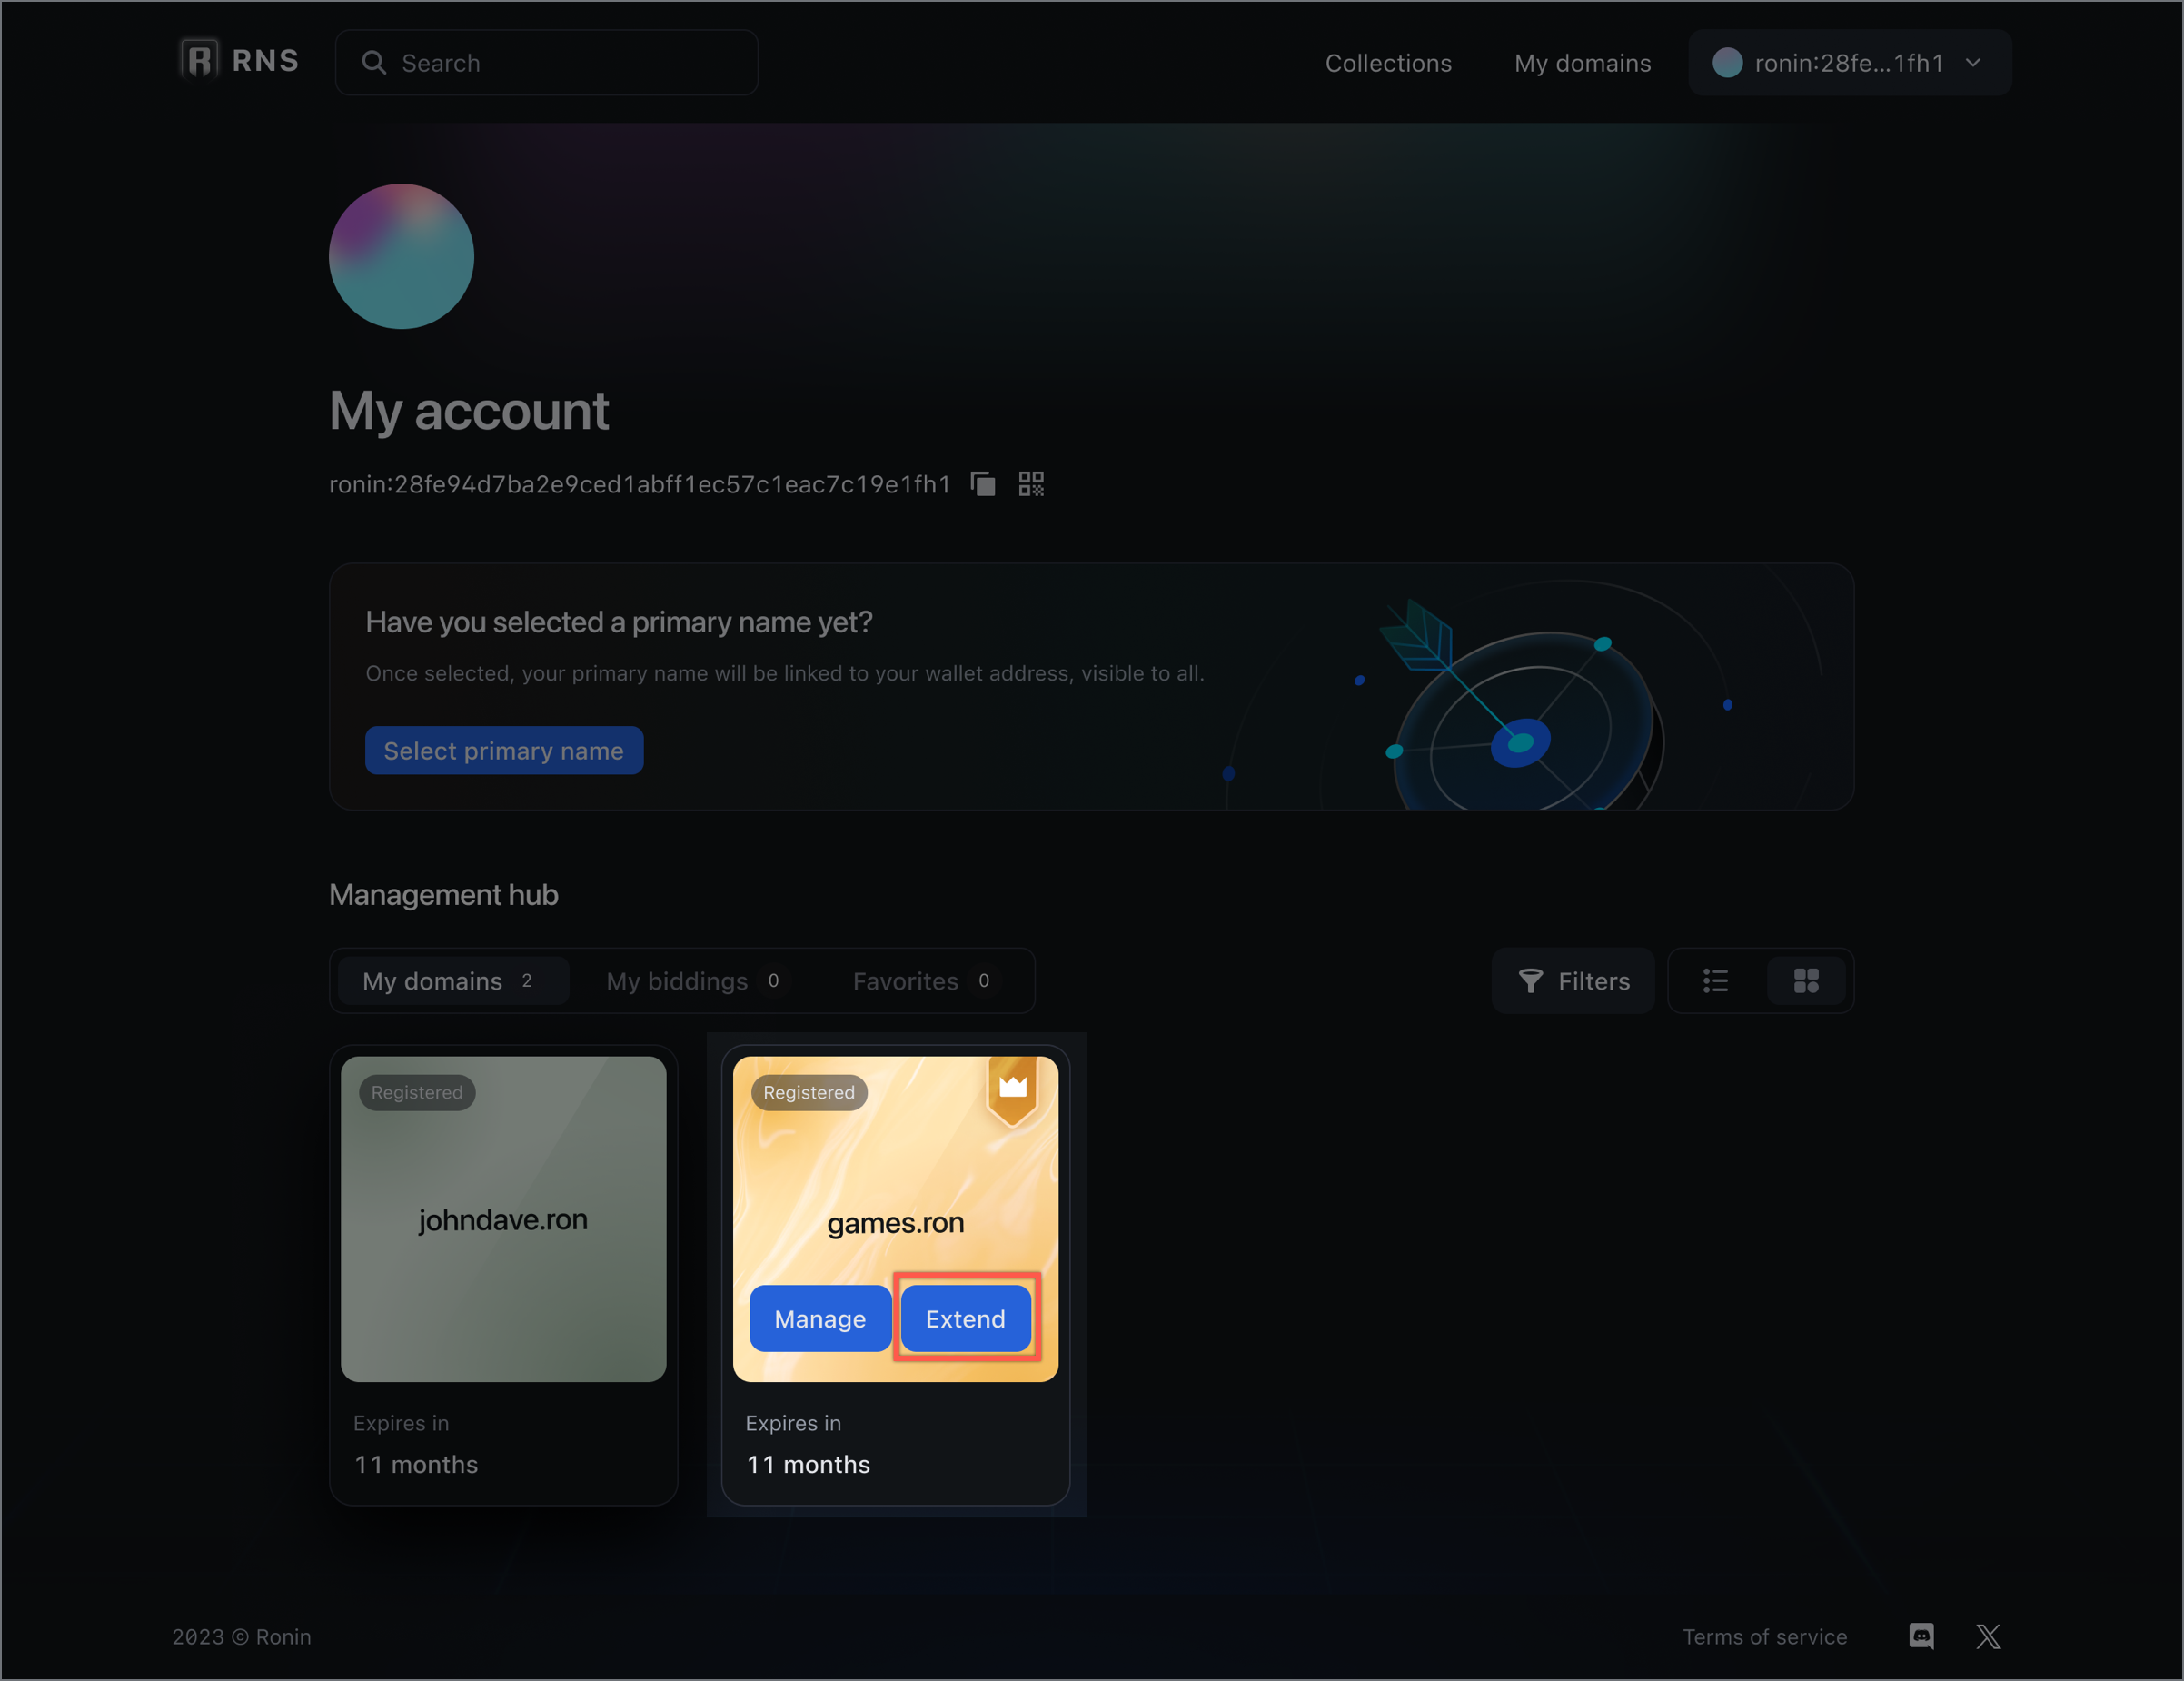 RNS
Search
Collections
My domains
ronin:28fe...1fh1
My account
ronin:28fe94d7ba2e9ced1abff1ec57c1eac7c19e1fh1
Have you selected a primary name yet?
Once selected, your primary name will be linked to your wallet address, visible to all.
Select primary name
Management hub
My domains 2
My biddings 0
Favorites 0
Filters
Registered
johndave.ron
Expires in
11 months
Registered
games.ron
Manage
Extend
Expires in
11 months
2023 © Ronin
Terms of service